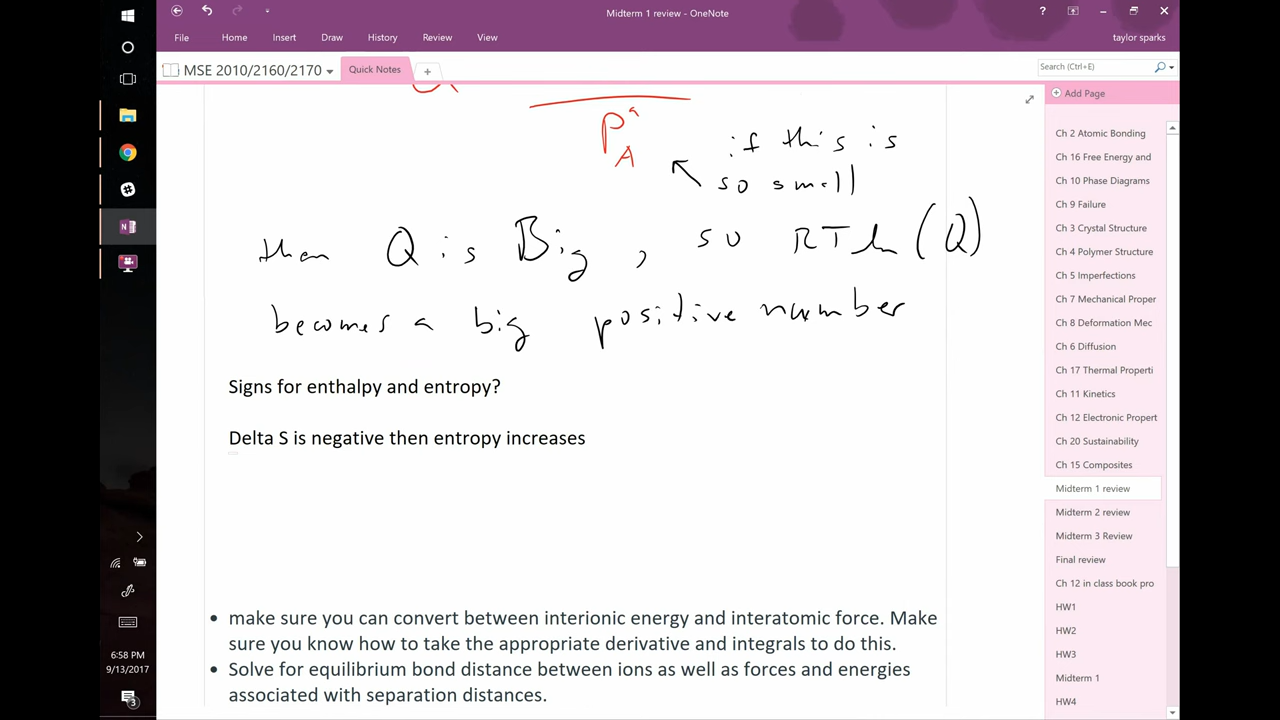 Midterm 1 review - OneNote
?
taylor sparks
File Home Insert Draw History Review View
MSE 2010/2160/2170
Quick Notes
+
Search (Ctrl+E)
Add Page
P a
A
if this is
so small
then Q is Big, so RT ln (Q)
becomes a big positive number
Signs for enthalpy and entropy?
Delta S is negative then entropy increases
• make sure you can convert between interionic energy and interatomic force. Make
sure you know how to take the appropriate derivative and integrals to do this.
• Solve for equilibrium bond distance between ions as well as forces and energies
associated with separation distances.
Ch 2 Atomic Bonding
Ch 16 Free Energy and
Ch 10 Phase Diagrams
Ch 9 Failure
Ch 3 Crystal Structure
Ch 4 Polymer Structure
Ch 5 Imperfections
Ch 7 Mechanical Proper
Ch 8 Deformation Mec
Ch 6 Diffusion
Ch 17 Thermal Properti
Ch 11 Kinetics
Ch 12 Electronic Propert
Ch 20 Sustainability
Ch 15 Composites
Midterm 1 review
Midterm 2 review
Midterm 3 Review
Final review
Ch 12 in class book pro
HW1
HW2
HW3
Midterm 1
HW4
6:58 PM
9/13/2017
3